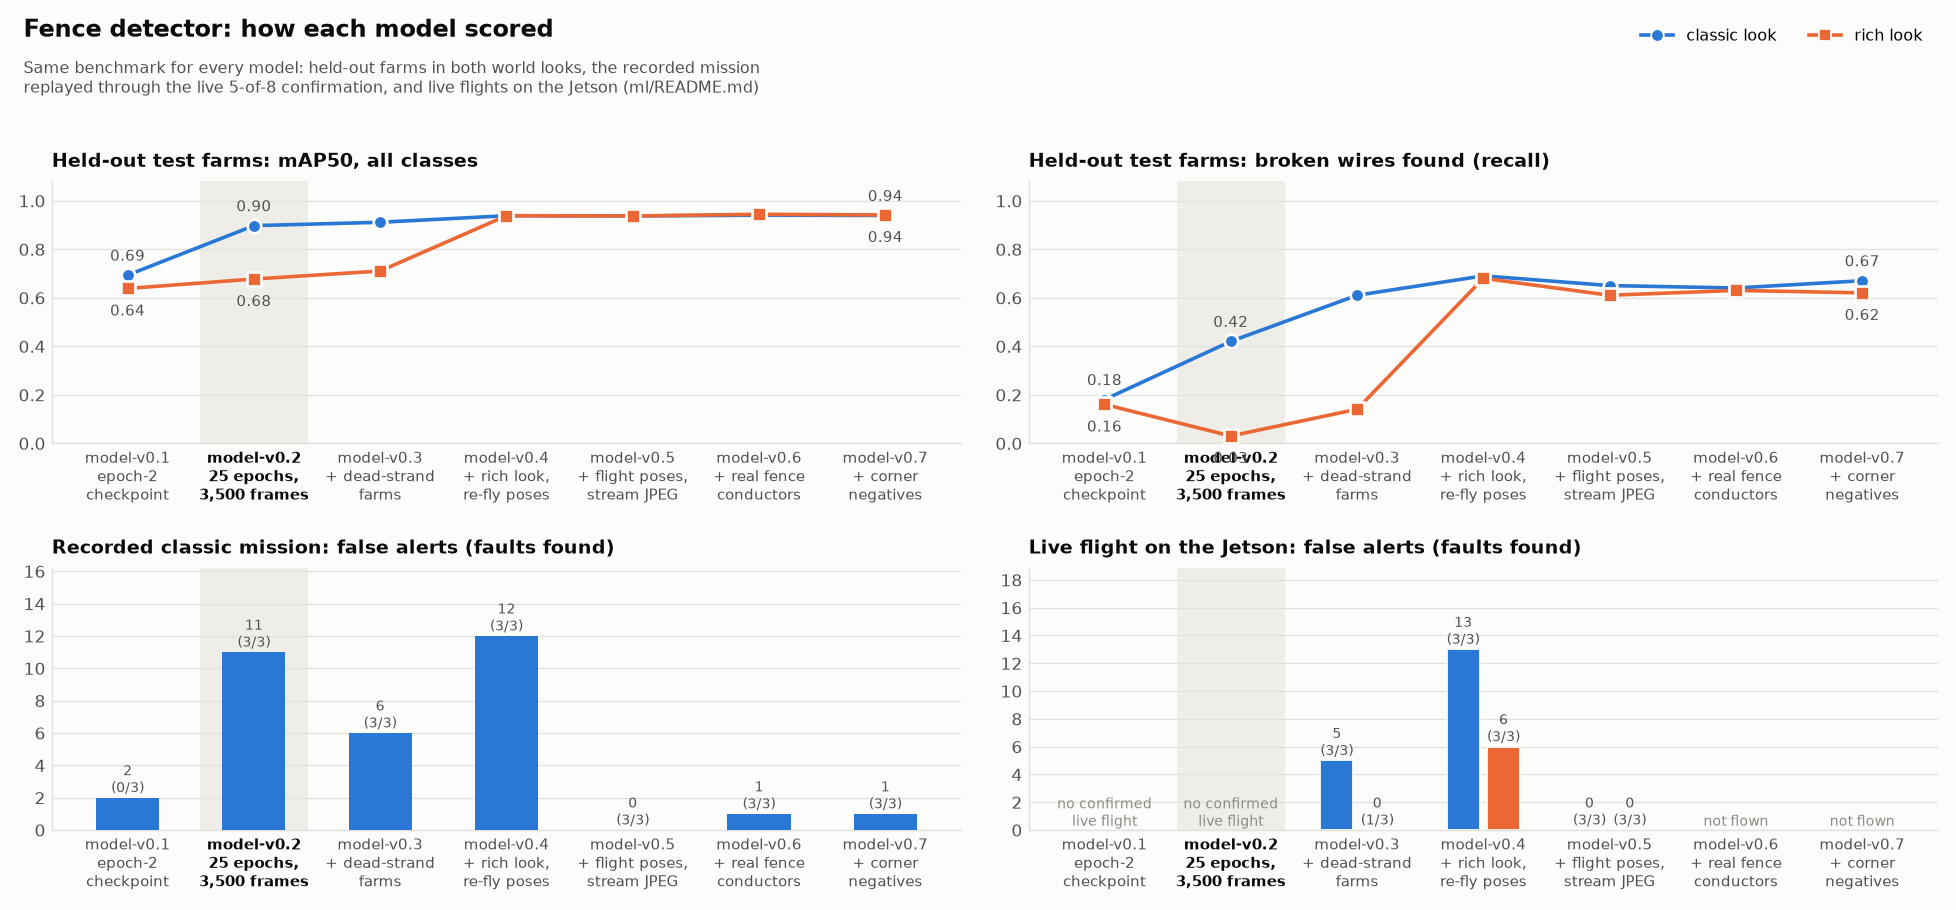 Fence detector: how each model scored
classic look
rich look
Same benchmark for every model: held-out farms in both world looks, the recorded mission
replayed through the live 5-of-8 confirmation, and live flights on the Jetson (ml/README.md)
Held-out test farms: mAP50, all classes
1.0
0.8
0.6
0.4
0.2
0.0
0.69
0.64
0.90
0.68
0.94
0.94
model-v0.1
epoch-2
checkpoint
model-v0.2
25 epochs,
3,500 frames
model-v0.3
+ dead-strand
farms
model-v0.4
+ rich look,
re-fly poses
model-v0.5
+ flight poses,
stream JPEG
model-v0.6
+ real fence
conductors
model-v0.7
+ corner
negatives
Held-out test farms: broken wires found (recall)
1.0
0.8
0.6
0.4
0.2
0.0
0.18
0.16
0.42
0.03
0.67
0.62
model-v0.1
epoch-2
checkpoint
model-v0.2
25 epochs,
3,500 frames
model-v0.3
+ dead-strand
farms
model-v0.4
+ rich look,
re-fly poses
model-v0.5
+ flight poses,
stream JPEG
model-v0.6
+ real fence
conductors
model-v0.7
+ corner
negatives
Recorded classic mission: false alerts (faults found)
16
14
12
10
8
6
4
2
0
2
(0/3)
11
(3/3)
6
(3/3)
12
(3/3)
0
(3/3)
1
(3/3)
1
(3/3)
model-v0.1
epoch-2
checkpoint
model-v0.2
25 epochs,
3,500 frames
model-v0.3
+ dead-strand
farms
model-v0.4
+ rich look,
re-fly poses
model-v0.5
+ flight poses,
stream JPEG
model-v0.6
+ real fence
conductors
model-v0.7
+ corner
negatives
Live flight on the Jetson: false alerts (faults found)
18
16
14
12
10
8
6
4
2
0
no confirmed
live flight
no confirmed
live flight
5
(3/3)
0
(1/3)
13
(3/3)
6
(3/3)
0
(3/3)
0
(3/3)
not flown
not flown
model-v0.1
epoch-2
checkpoint
model-v0.2
25 epochs,
3,500 frames
model-v0.3
+ dead-strand
farms
model-v0.4
+ rich look,
re-fly poses
model-v0.5
+ flight poses,
stream JPEG
model-v0.6
+ real fence
conductors
model-v0.7
+ corner
negatives